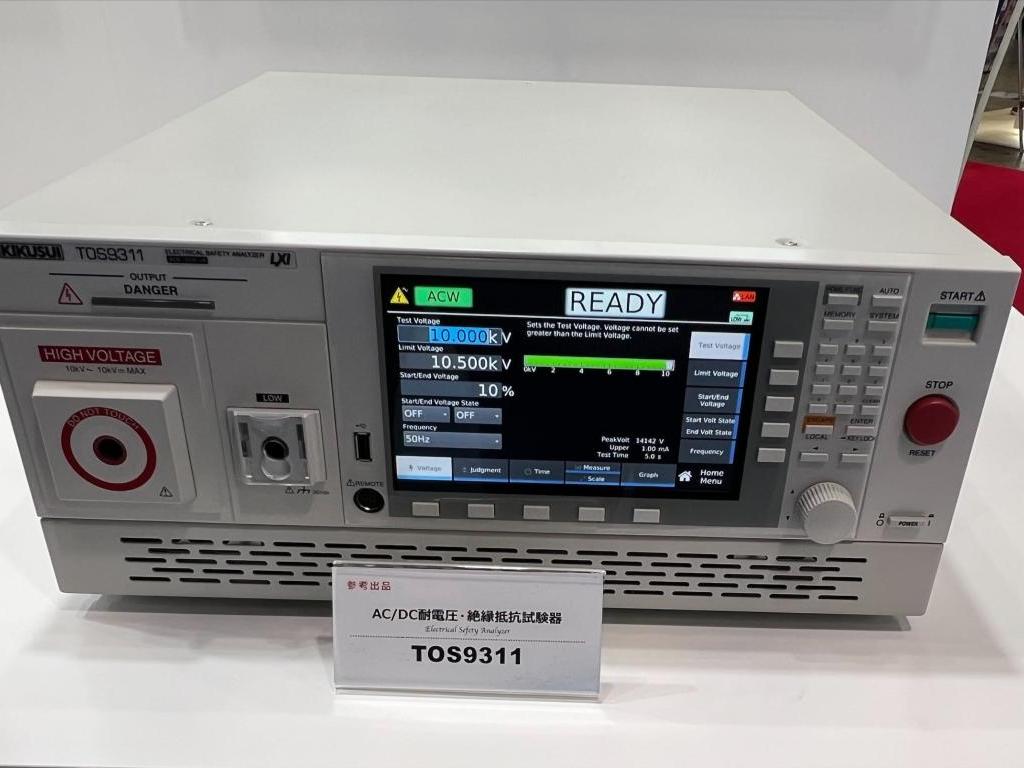 KIKUSUI TOS9311 ELECTRICAL SAFETY ANALYZER LXI
OUTPUT
DANGER
HIGH VOLTAGE
10kV~ 10kV⎓ MAX
DO NOT TOUCH
LOW
REMOTE
ACW
READY
LAN
LOW
Test Voltage
10.000kV
Limit Voltage
10.500kV
Start/End Voltage
10 %
Start/End Voltage State
OFF OFF
Frequency
50Hz
Sets the Test Voltage. Voltage cannot be set
greater than the Limit Voltage.
0kV 2 4 6 8 10
PeakVolt 14142 V
Upper 1.00 mA
Test Time 5.0 s
Test Voltage
Limit Voltage
Start/End
Voltage
Start Volt State
End Volt State
Frequency
Voltage
Judgment
Time
Measure
Scale
Graph
Home
Menu
AUTO
MEMORY SYSTEM
ENTER
LOCAL KEYLOCK
START
STOP
RESET
POWER
参考出品
AC/DC耐電圧・絶縁抵抗試験器
Electrical Safety Analyzer
TOS9311